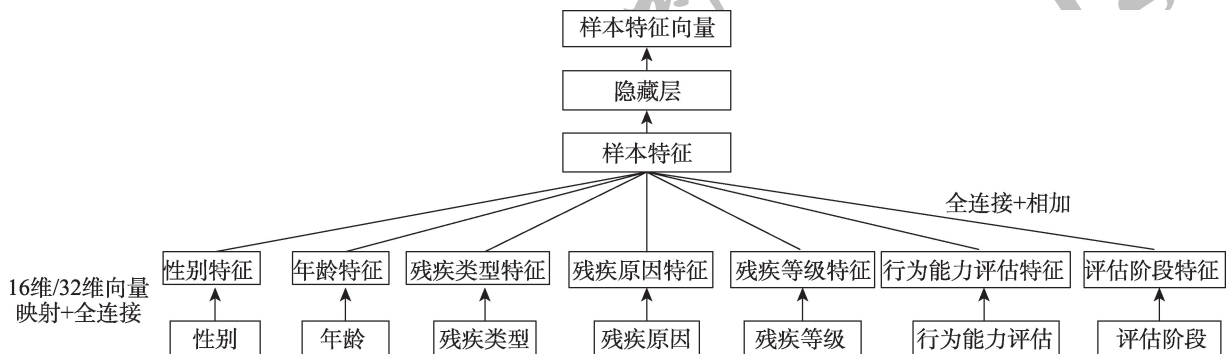 样本特征向量
隐藏层
样本特征
全连接+相加
性别特征
年龄特征
残疾类型特征
残疾原因特征
残疾等级特征
行为能力评估特征
评估阶段特征
16维/32维向量
映射+全连接
性别
年龄
残疾类型
残疾原因
残疾等级
行为能力评估
评估阶段